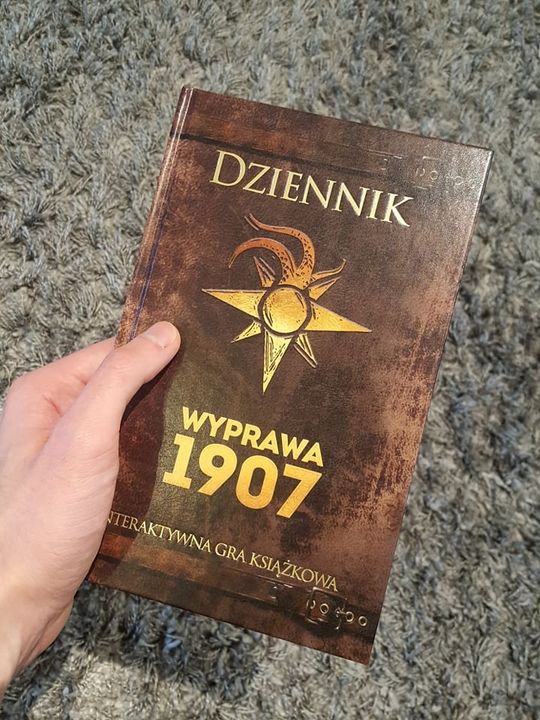 DZIENNIK
WYPRAWA
1907
INTERAKTYWNA GRA KSIĄŻKOWA